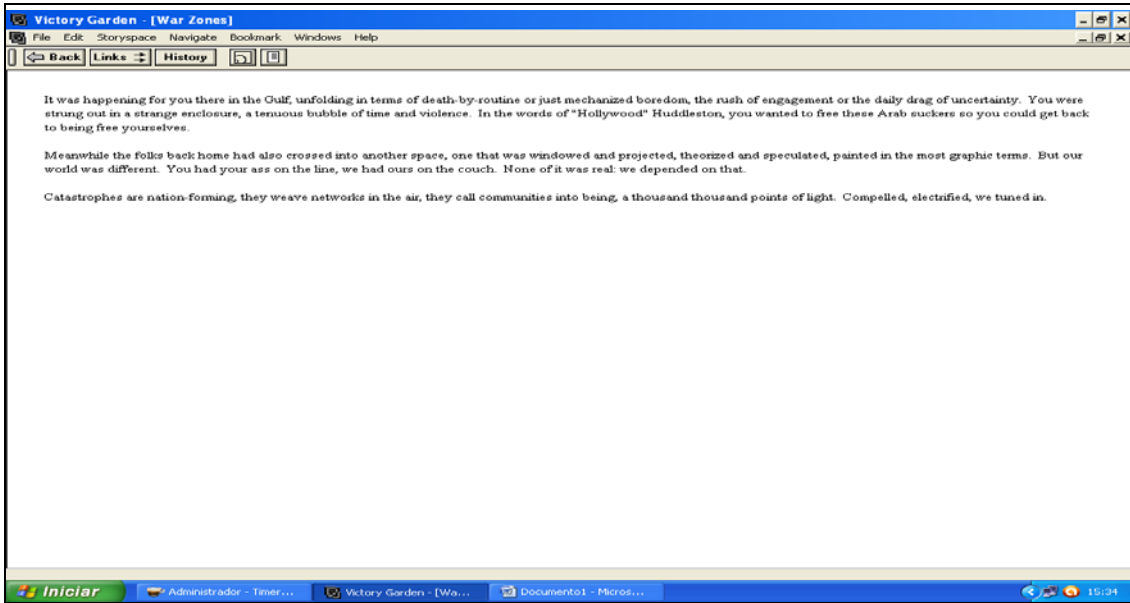 Victory Garden - [War Zones]
File Edit Storyspace Navigate Bookmark Windows Help
Back Links History
It was happening for you there in the Gulf, unfolding in terms of death-by-routine or just mechanized boredom, the rush of engagement or the daily drag of uncertainty. You were
strung out in a strange enclosure, a tenuous bubble of time and violence. In the words of "Hollywood" Huddleston, you wanted to free these Arab suckers so you could get back
to being free yourselves.
Meanwhile the folks back home had also crossed into another space, one that was windowed and projected, theorized and speculated, painted in the most graphic terms. But our
world was different. You had your ass on the line, we had ours on the couch. None of it was real: we depended on that.
Catastrophes are nation-forming, they weave networks in the air, they call communities into being, a thousand thousand points of light. Compelled, electrified, we tuned in.
Iniciar Administrador - Timer... Victory Garden - [Wa... Documento1 - Micros... 15:34